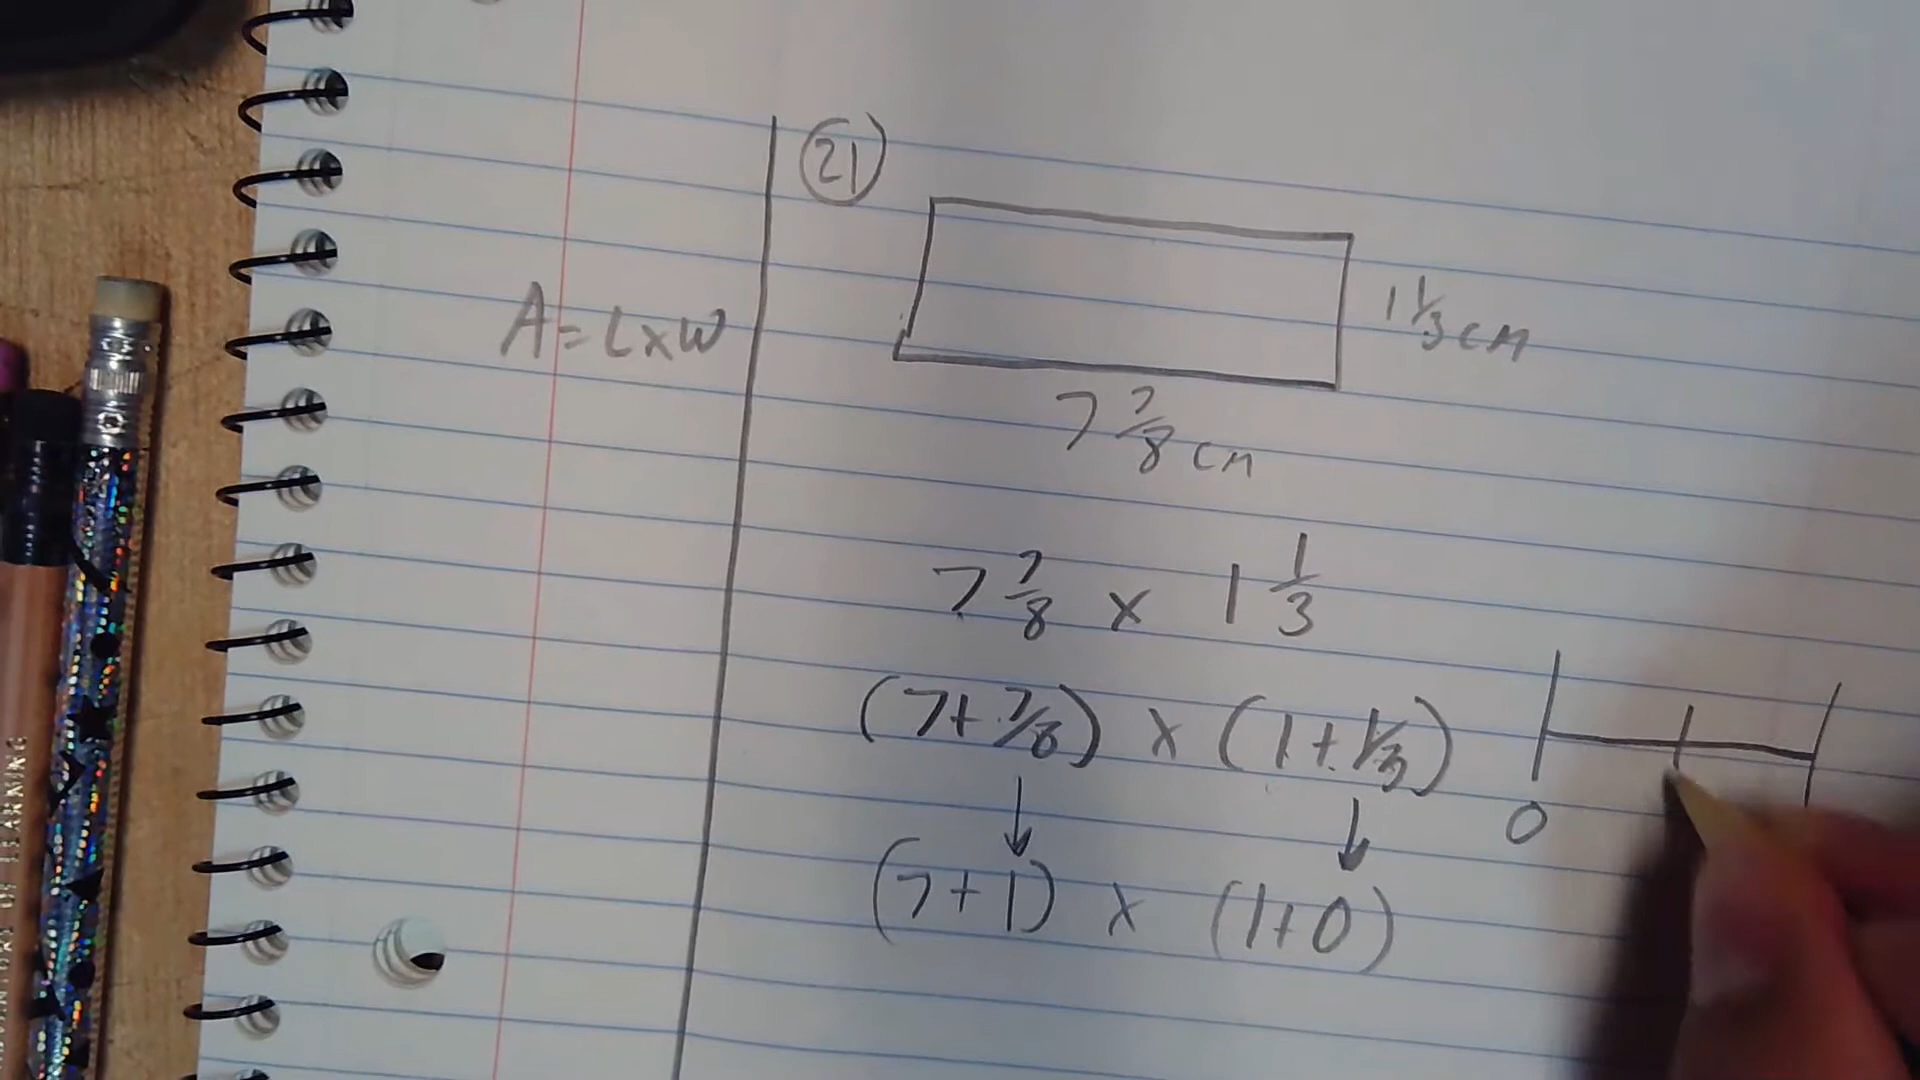 21
A = L x W
1 1/3 cm
7 7/8 cm
7 7/8 x 1 1/3
(7 + 7/8) x (1 + 1/3)
0
(7 + 1) x (1 + 0)